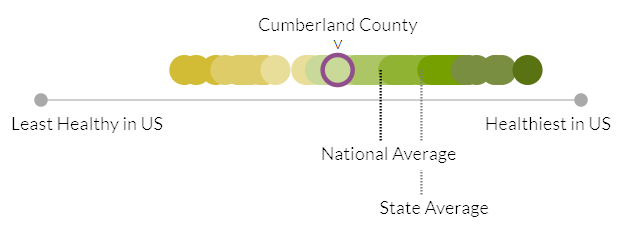 Cumberland County
v
Least Healthy in US
Healthiest in US
National Average
State Average